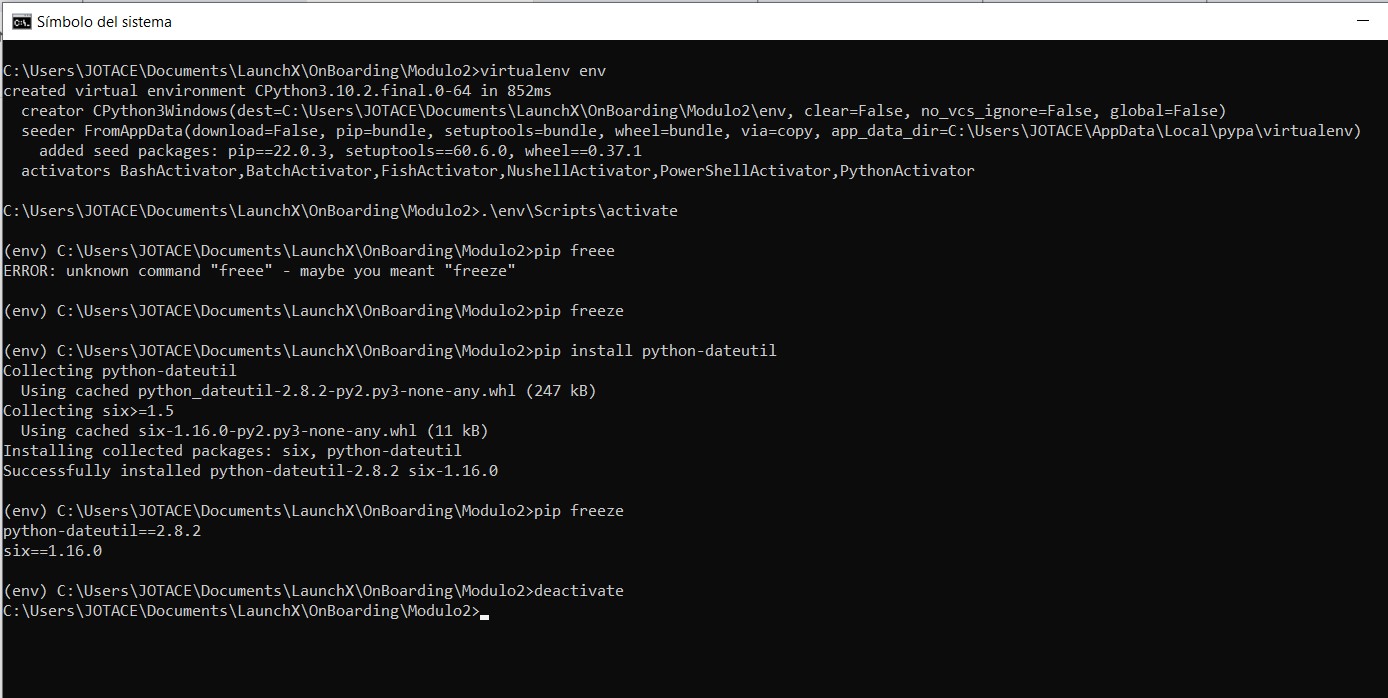 Símbolo del sistema
C:\Users\JOTACE\Documents\LaunchX\OnBoarding\Modulo2>virtualenv env
created virtual environment CPython3.10.2.final.0-64 in 852ms
  creator CPython3Windows(dest=C:\Users\JOTACE\Documents\LaunchX\OnBoarding\Modulo2\env, clear=False, no_vcs_ignore=False, global=False)
  seeder FromAppData(download=False, pip=bundle, setuptools=bundle, wheel=bundle, via=copy, app_data_dir=C:\Users\JOTACE\AppData\Local\pypa\virtualenv)
    added seed packages: pip==22.0.3, setuptools==60.6.0, wheel==0.37.1
  activators BashActivator,BatchActivator,FishActivator,NushellActivator,PowerShellActivator,PythonActivator
C:\Users\JOTACE\Documents\LaunchX\OnBoarding\Modulo2>.\env\Scripts\activate
(env) C:\Users\JOTACE\Documents\LaunchX\OnBoarding\Modulo2>pip freee
ERROR: unknown command "freee" - maybe you meant "freeze"
(env) C:\Users\JOTACE\Documents\LaunchX\OnBoarding\Modulo2>pip freeze
(env) C:\Users\JOTACE\Documents\LaunchX\OnBoarding\Modulo2>pip install python-dateutil
Collecting python-dateutil
  Using cached python_dateutil-2.8.2-py2.py3-none-any.whl (247 kB)
Collecting six>=1.5
  Using cached six-1.16.0-py2.py3-none-any.whl (11 kB)
Installing collected packages: six, python-dateutil
Successfully installed python-dateutil-2.8.2 six-1.16.0
(env) C:\Users\JOTACE\Documents\LaunchX\OnBoarding\Modulo2>pip freeze
python-dateutil==2.8.2
six==1.16.0
(env) C:\Users\JOTACE\Documents\LaunchX\OnBoarding\Modulo2>deactivate
C:\Users\JOTACE\Documents\LaunchX\OnBoarding\Modulo2>